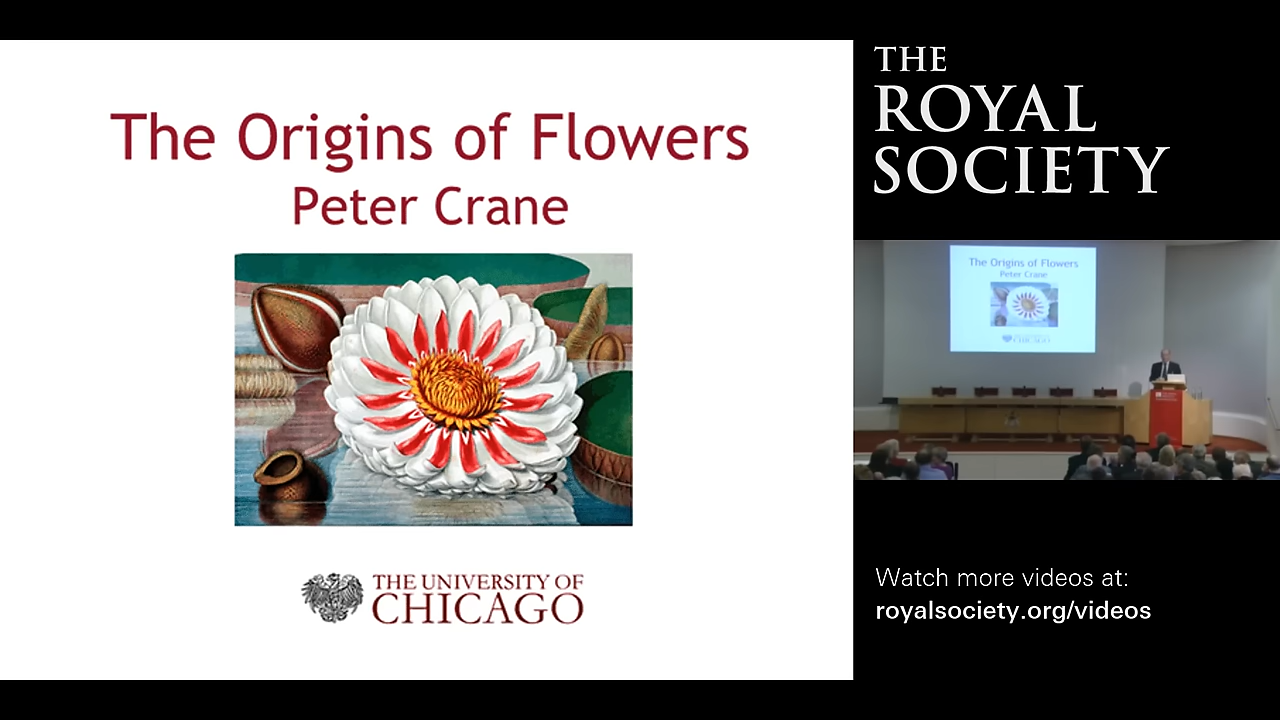 The Origins of Flowers
Peter Crane
THE UNIVERSITY OF
CHICAGO
THE
ROYAL
SOCIETY
The Origins of Flowers
Peter Crane
CHICAGO
Watch more videos at:
royalsociety.org/videos